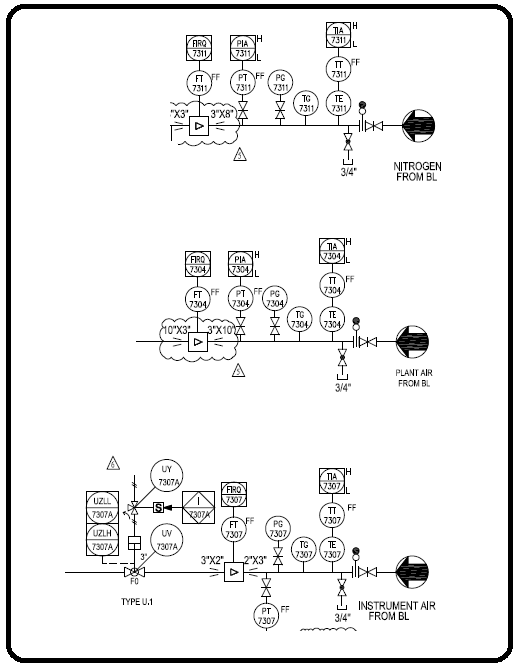 FIRQ
7311
PIA
7311
H
L
TIA
7311
H
L
FT
7311
FF
PT
7311
FF
PG
7311
TT
7311
FF
TG
7311
TE
7311
"X3"
3"X8"
3/4"
NITROGEN
FROM BL
FIRQ
7304
PIA
7304
H
L
TIA
7304
H
L
FT
7304
FF
PT
7304
FF
PG
7304
TT
7304
FF
TG
7304
TE
7304
10"X3"
3"X10"
3/4"
PLANT AIR
FROM BL
UY
7307A
UZLL
7307A
UZLH
7307A
S
I
7307A
UV
7307A
3"
FO
TYPE U.1
FIRQ
7307
FT
7307
FF
TIA
7307
H
L
TT
7307
FF
PG
7307
TG
7307
TE
7307
3"X2"
2"X3"
PT
7307
FF
3/4"
INSTRUMENT AIR
FROM BL